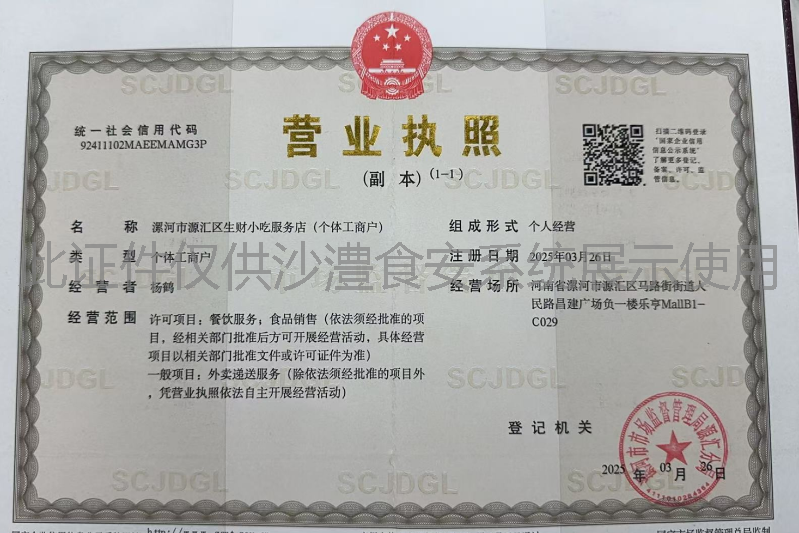 SCJDGL SCJDGL
统一社会信用代码
92411102MAEEMAMG3P
营业执照
(副 本)(1-1)
扫描二维码登录
“国家企业信用
信息公示系统”
了解更多登记、
备案、许可、监
管信息。
名 称 漯河市源汇区生财小吃服务店（个体工商户）
类 型 个体工商户
经营者 杨鹤
经营范围 许可项目：餐饮服务；食品销售（依法须经批准的项
目，经相关部门批准后方可开展经营活动，具体经营
项目以相关部门批准文件或许可证件为准）
一般项目：外卖递送服务（除依法须经批准的项目外
，凭营业执照依法自主开展经营活动）
组成形式 个人经营
注册日期 2025年03月26日
经营场所 河南省漯河市源汇区马路街街道人
民路昌建广场负一楼乐亨MallB1-
C029
此证件仅供沙澧食安系统展示使用
登记机关
2025 年 03 月 26 日
SCJDGL SCJDGL SCJDGL